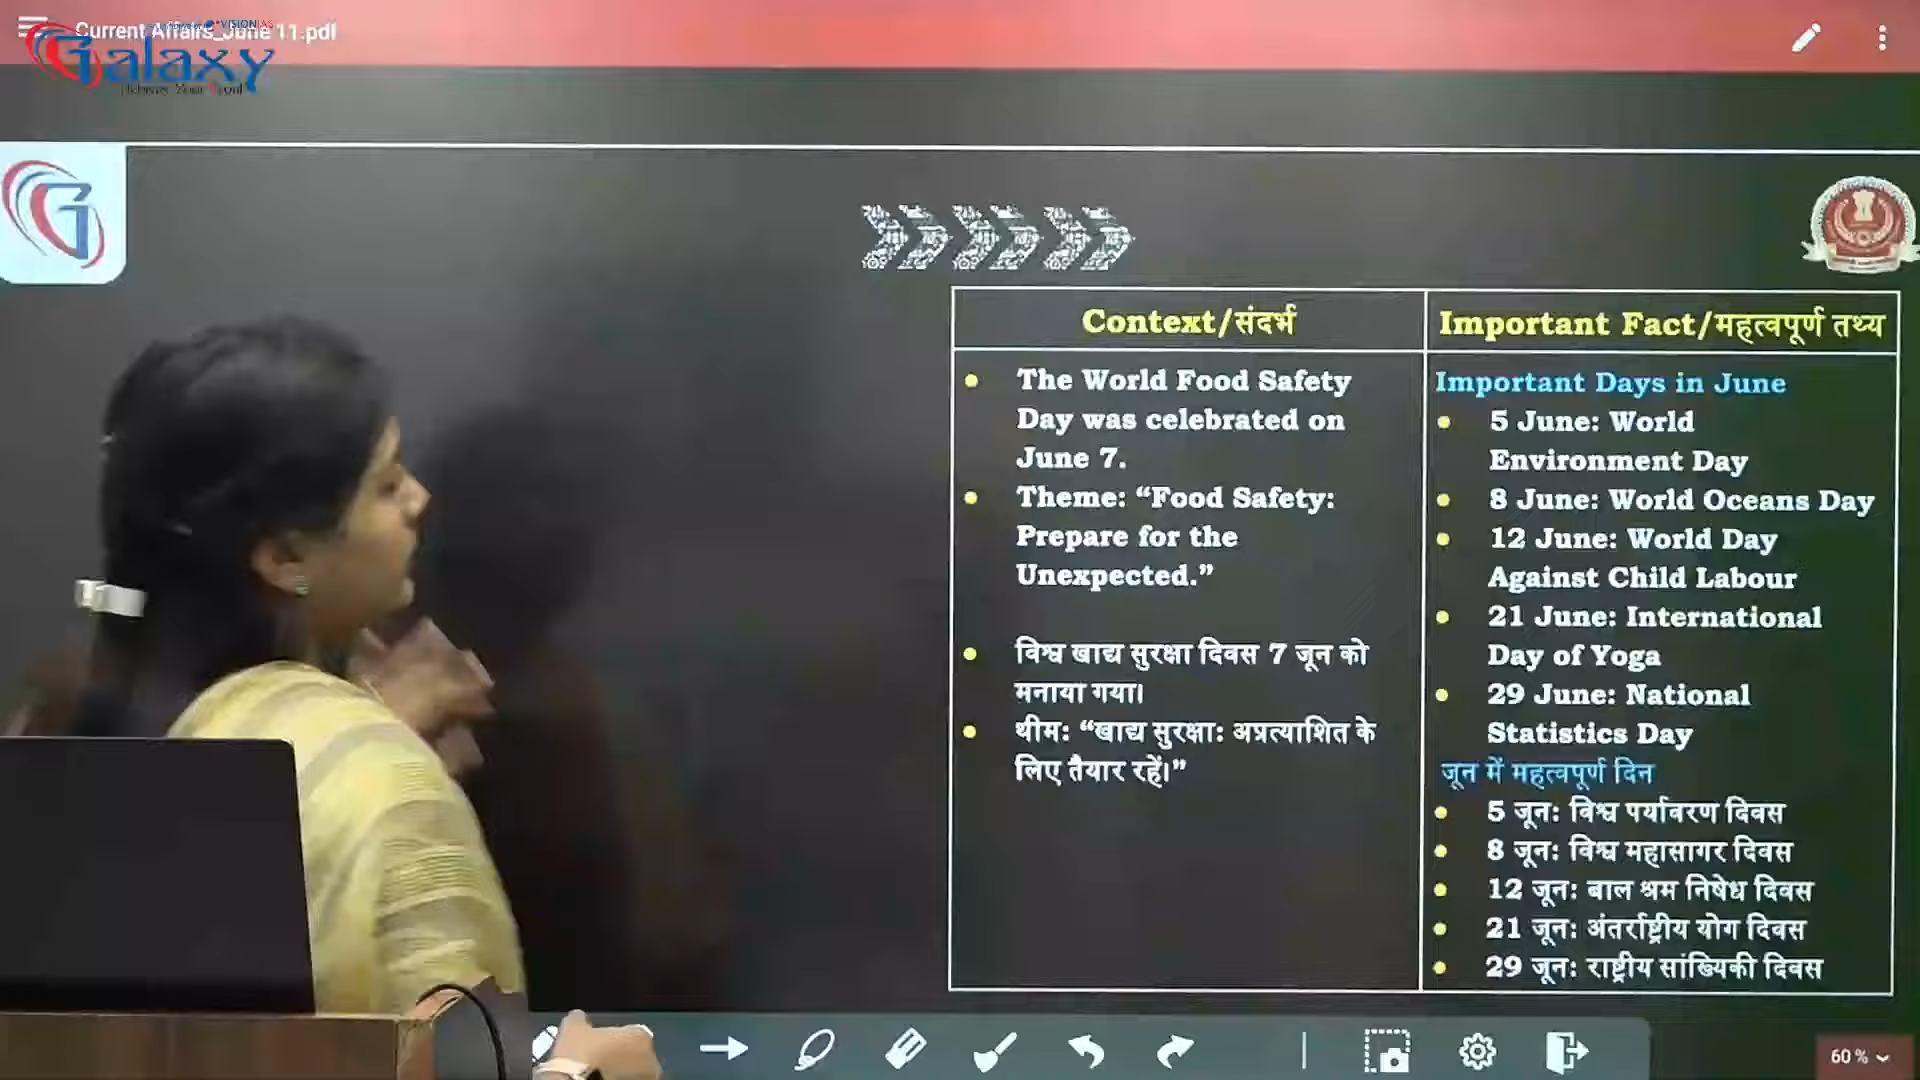 Current Affairs_June 11.pdf
VISIONIAS
Galaxy
Context/संदर्भ
The World Food Safety
Day was celebrated on
June 7.
Theme: “Food Safety:
Prepare for the
Unexpected.”
विश्व खाद्य सुरक्षा दिवस 7 जून को
मनाया गया।
थीम: “खाद्य सुरक्षा: अप्रत्याशित के
लिए तैयार रहें।”
Important Fact/महत्वपूर्ण तथ्य
Important Days in June
5 June: World
Environment Day
8 June: World Oceans Day
12 June: World Day
Against Child Labour
21 June: International
Day of Yoga
29 June: National
Statistics Day
जून में महत्वपूर्ण दिन
5 जून: विश्व पर्यावरण दिवस
8 जून: विश्व महासागर दिवस
12 जून: बाल श्रम निषेध दिवस
21 जून: अंतर्राष्ट्रीय योग दिवस
29 जून: राष्ट्रीय सांख्यिकी दिवस
60 %